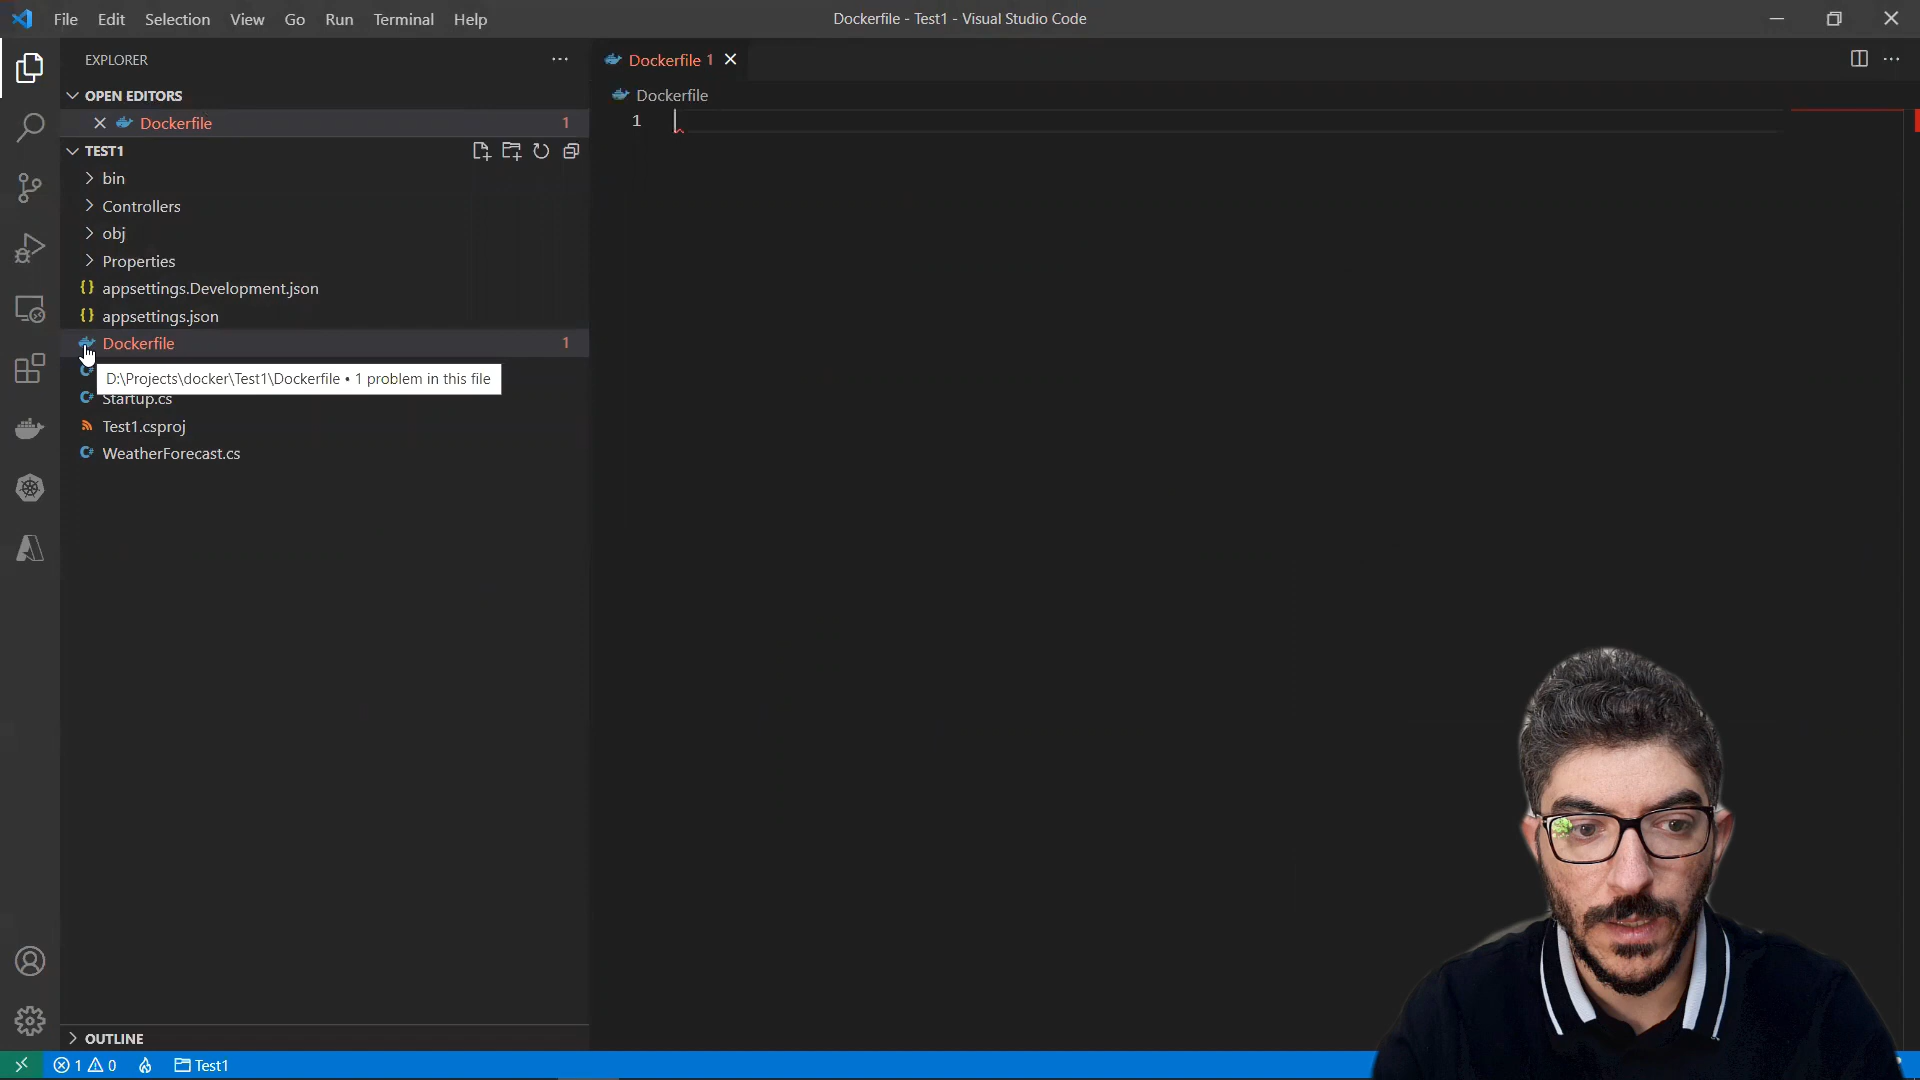 File Edit Selection View Go Run Terminal Help
Dockerfile - Test1 - Visual Studio Code
EXPLORER
OPEN EDITORS
Dockerfile 1
TEST1
bin
Controllers
obj
Properties
{} appsettings.Development.json
{} appsettings.json
Dockerfile 1
D:\Projects\docker\Test1\Dockerfile • 1 problem in this file
C# Startup.cs
Test1.csproj
C# WeatherForecast.cs
OUTLINE
Dockerfile 1
Dockerfile
1
1 0 Test1